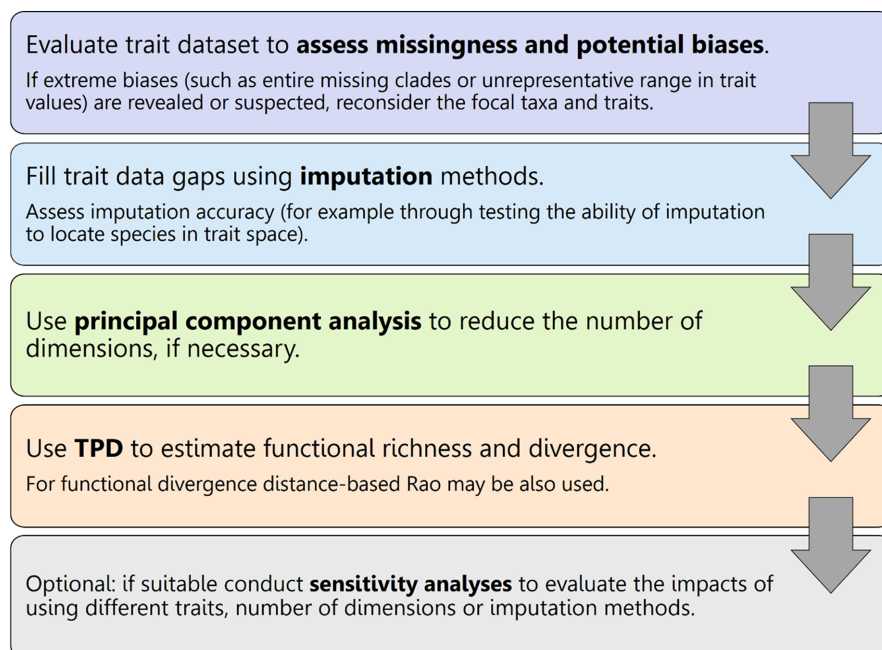 Evaluate trait dataset to assess missingness and potential biases.
If extreme biases (such as entire missing clades or unrepresentative range in trait
values) are revealed or suspected, reconsider the focal taxa and traits.
Fill trait data gaps using imputation methods.
Assess imputation accuracy (for example through testing the ability of imputation
to locate species in trait space).
Use principal component analysis to reduce the number of
dimensions, if necessary.
Use TPD to estimate functional richness and divergence.
For functional divergence distance-based Rao may be also used.
Optional: if suitable conduct sensitivity analyses to evaluate the impacts of
using different traits, number of dimensions or imputation methods.